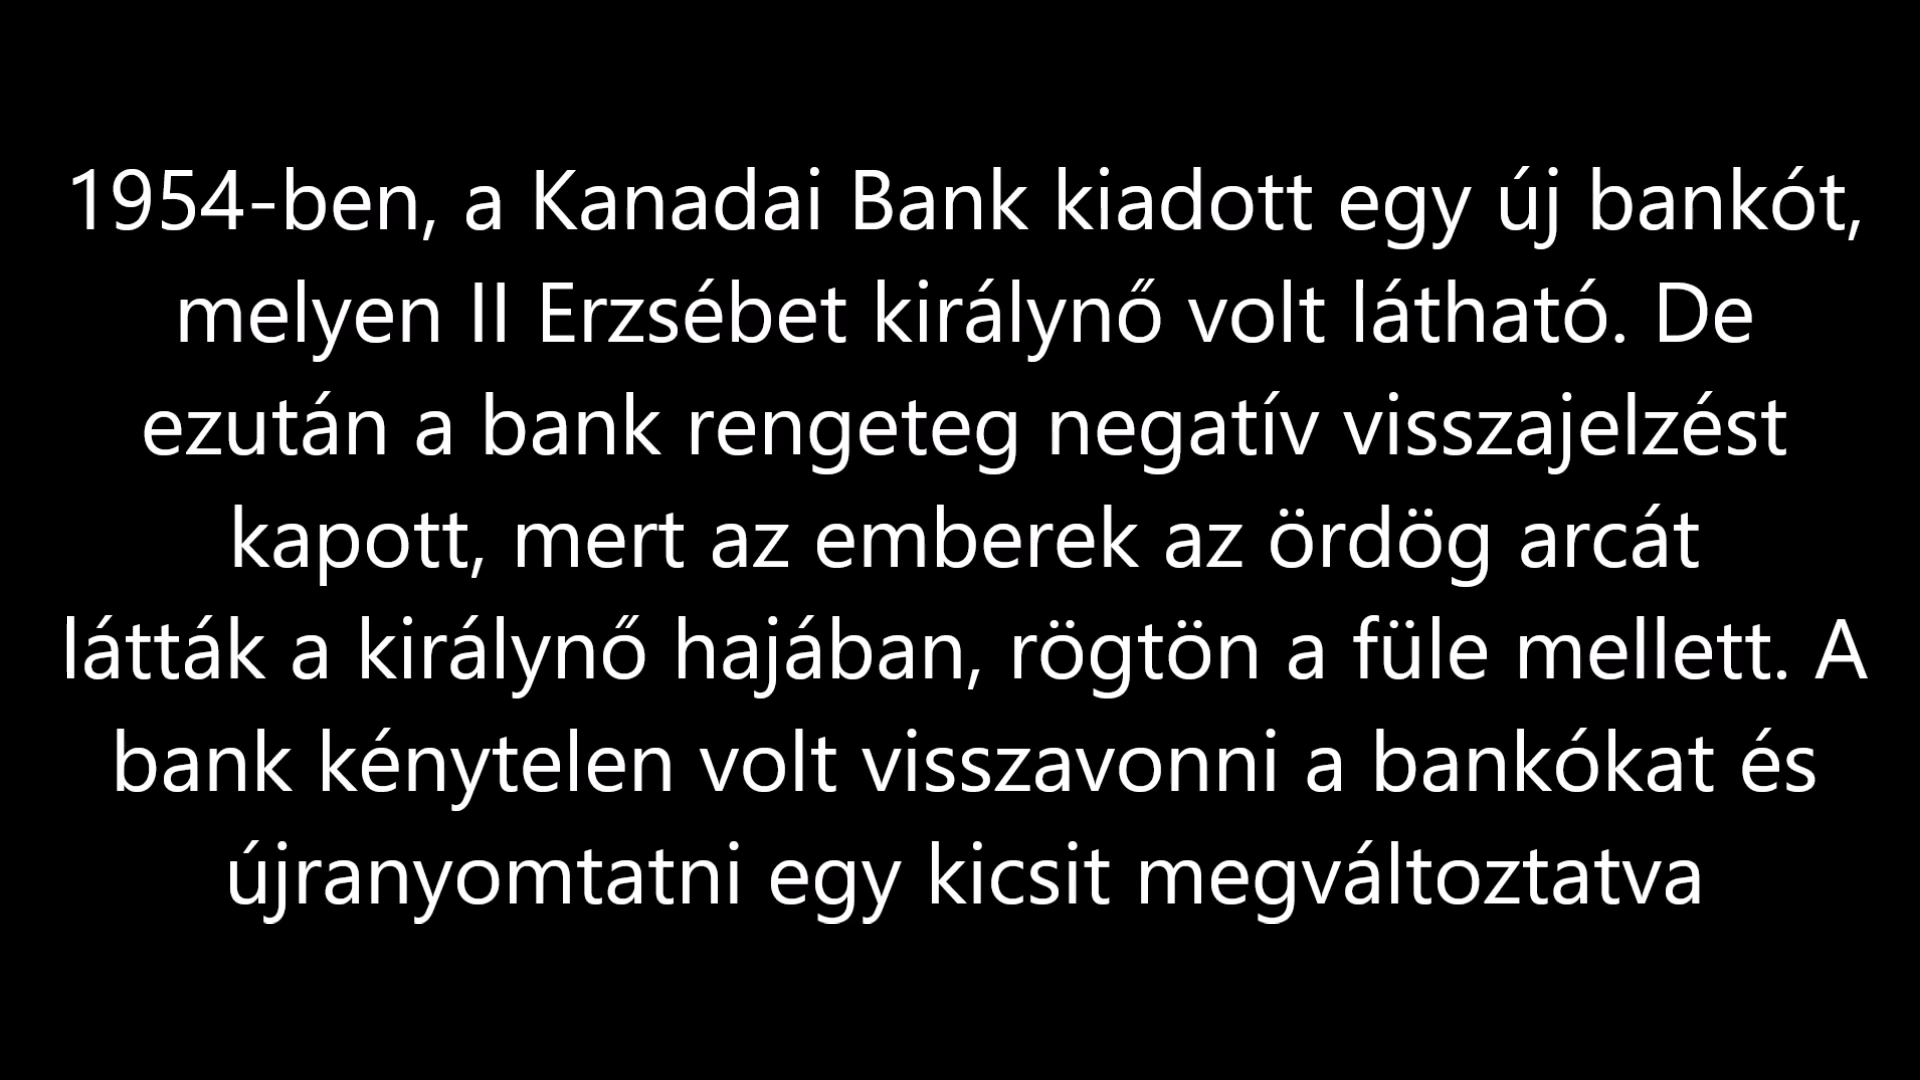 1954-ben, a Kanadai Bank kiadott egy új bankót,
melyen II Erzsébet királynő volt látható. De
ezután a bank rengeteg negatív visszajelzést
kapott, mert az emberek az ördög arcát
látták a királynő hajában, rögtön a füle mellett. A
bank kénytelen volt visszavonni a bankókat és
újranyomtatni egy kicsit megváltoztatva